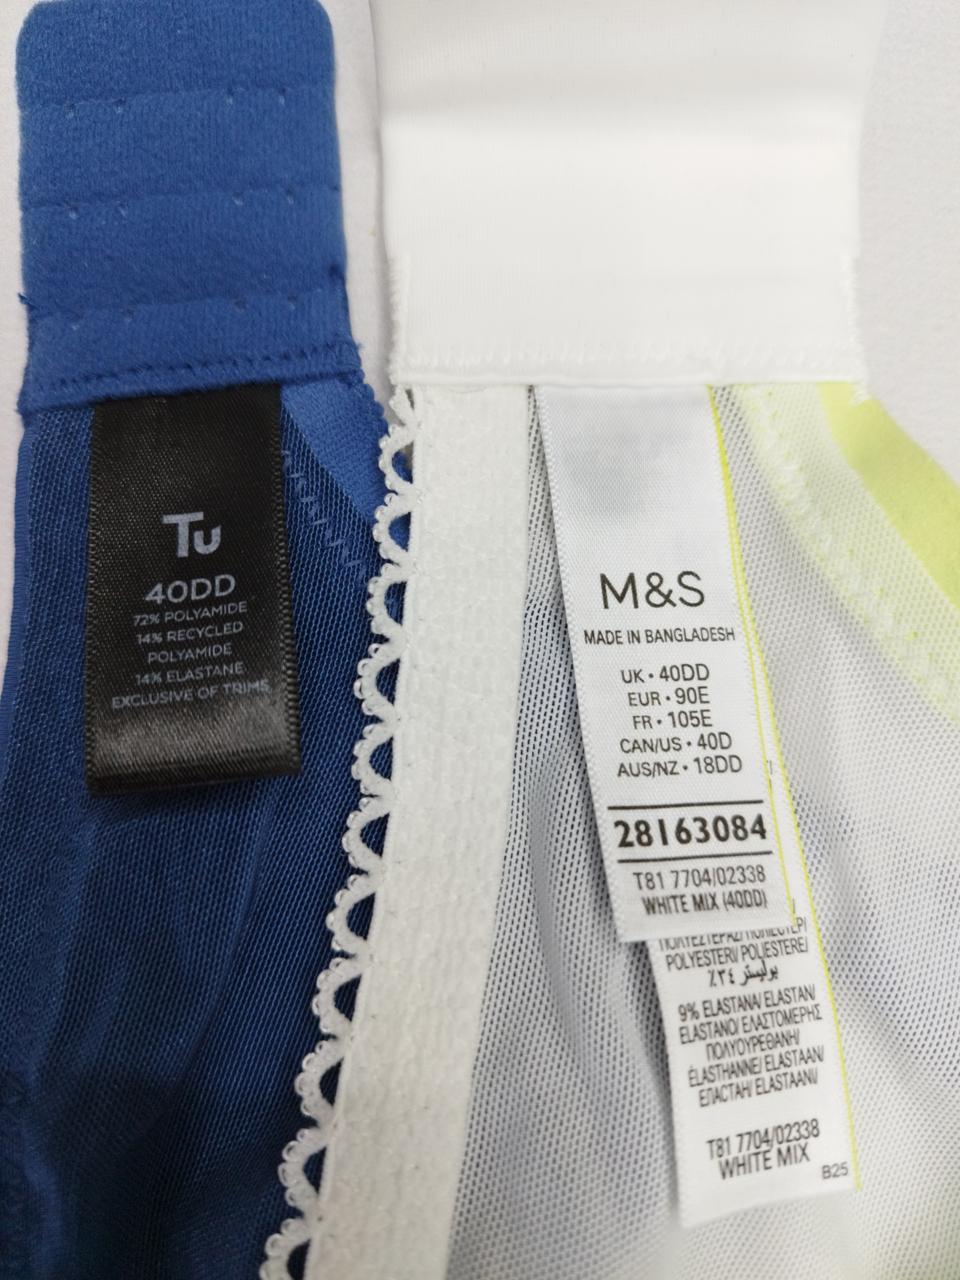 Tu
40DD
72% POLYAMIDE
14% RECYCLED
POLYAMIDE
14% ELASTANE
EXCLUSIVE OF TRIMS
M&S
MADE IN BANGLADESH
UK • 40DD
EUR • 90E
FR • 105E
CAN/US • 40D
AUS/NZ • 18DD
28163084
T81 7704/02338
WHITE MIX (40DD)
POLYESTER/ POLIESTERE/
بوليستر ٣٤٪
9% ELASTANA/ ELASTAN/
ELASTANO/ ΕΛΑΣΤΟΜΕΡΗΣ
ΠΟΛΥΟΥΡΕΘΑΝΗ/
ÉLASTHANNE/ ELASTAAN/
ЕЛАСТАН/ ELASTAANI/
T81 7704/02338
WHITE MIX
B25